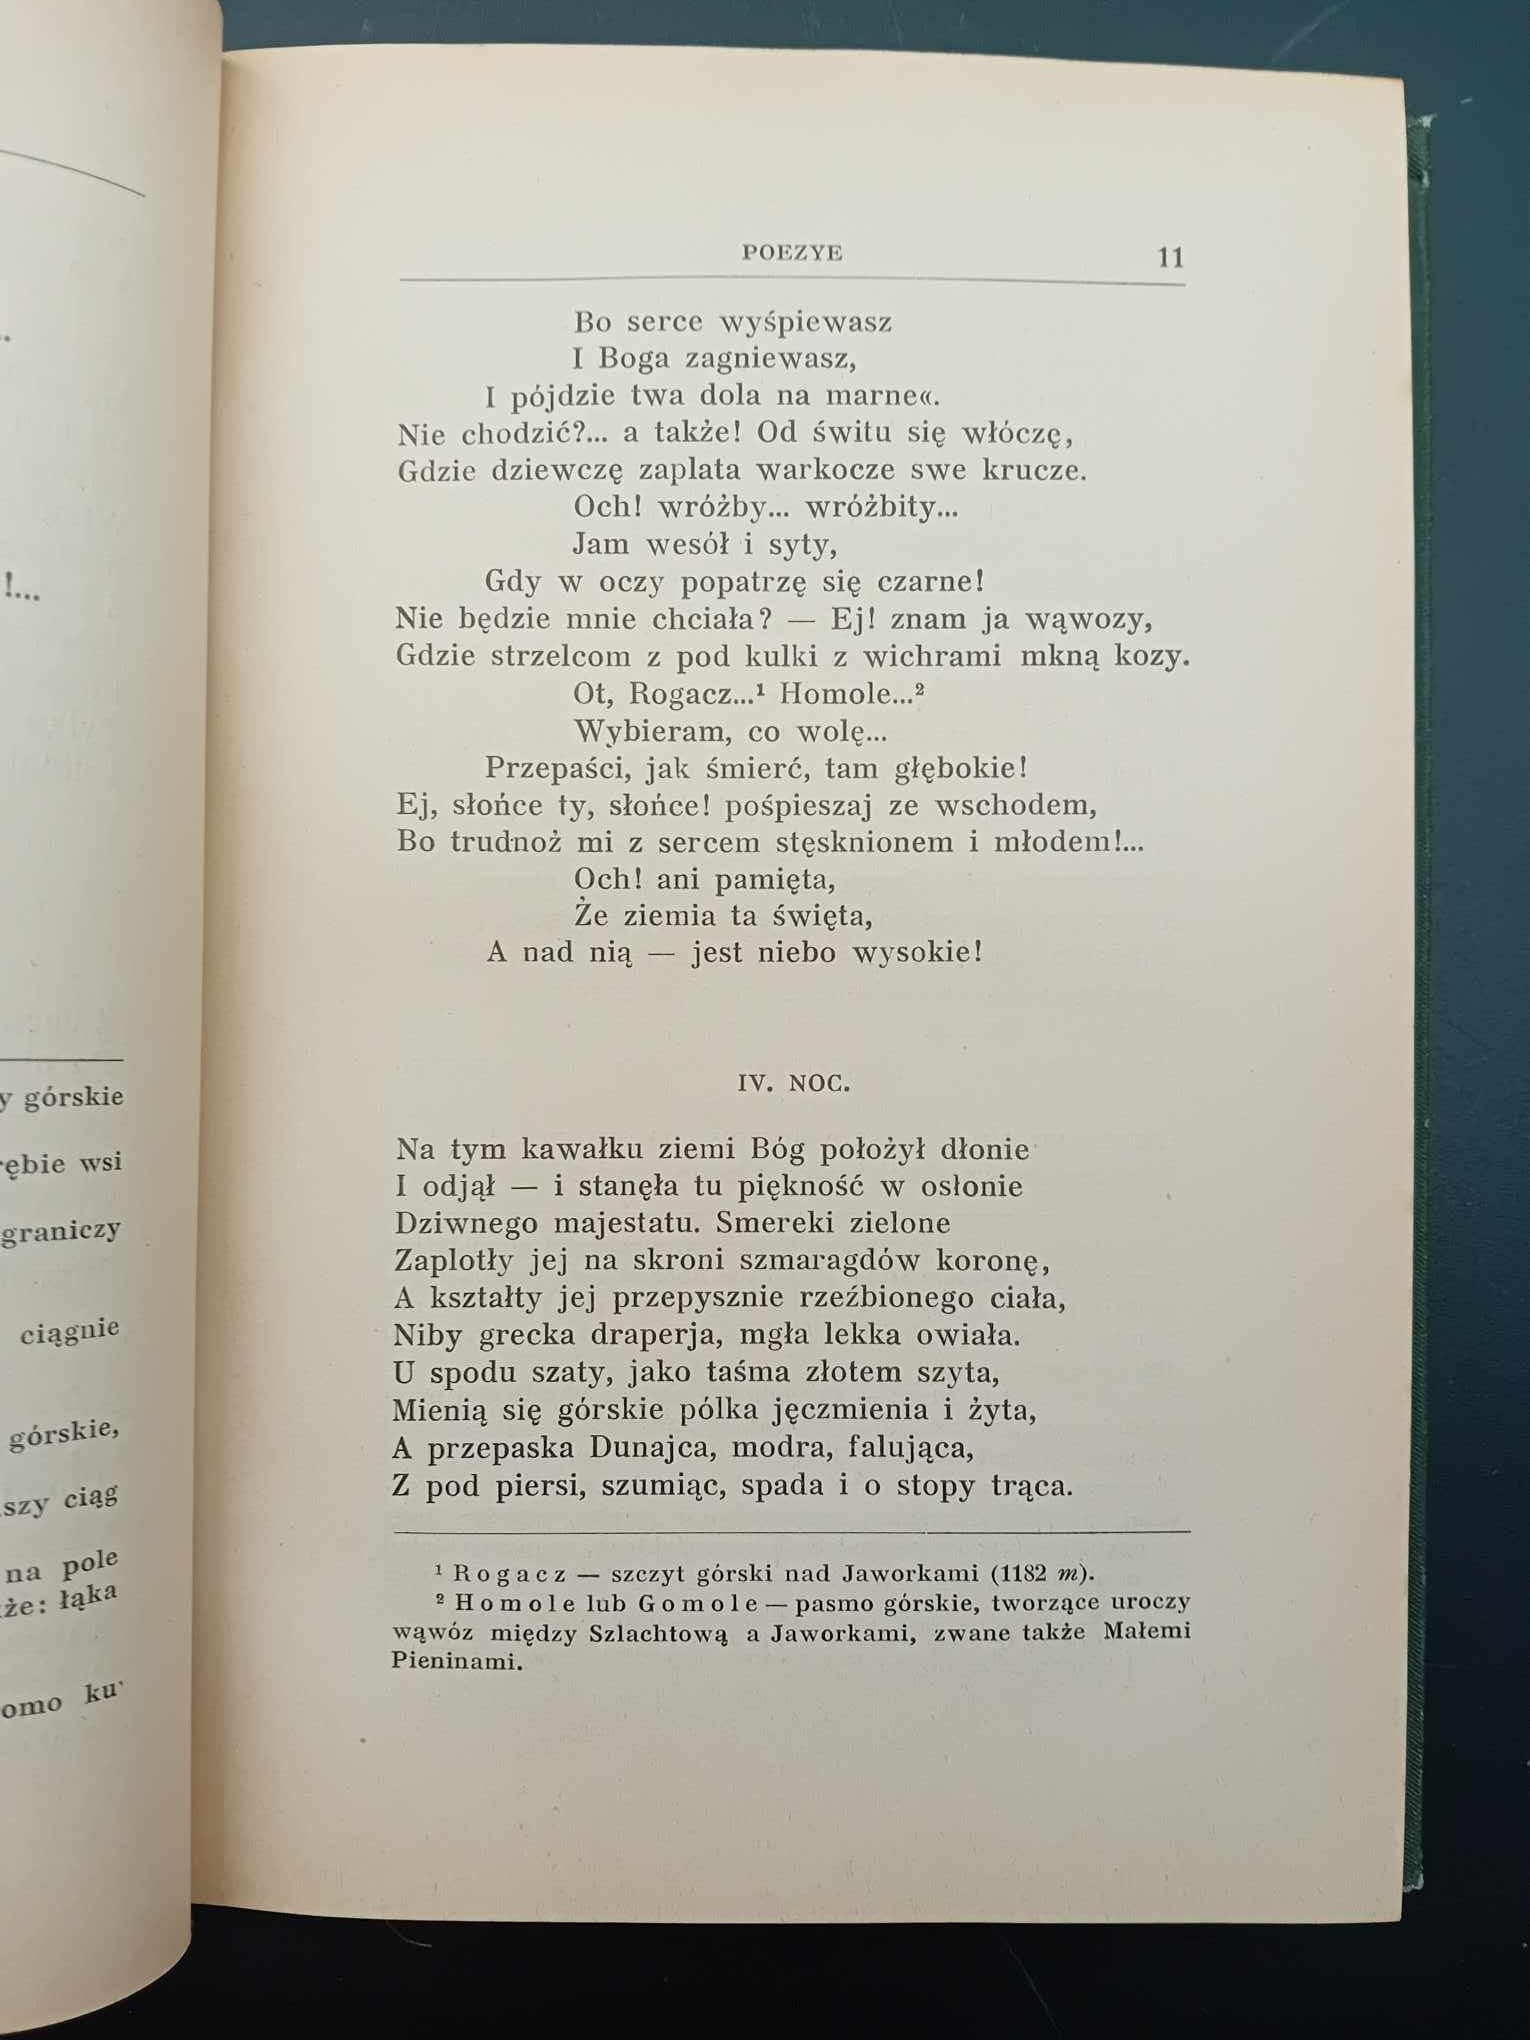 !...
y górskie
ębie wsi
graniczy
ciągnie
górskie,
szy ciąg
na pole
że: łąka
omo ku
POEZYE 11
Bo serce wyśpiewasz
I Boga zagniewasz,
I pójdzie twa dola na marne«.
Nie chodzić?... a także! Od świtu się włóczę,
Gdzie dziewczę zaplata warkocze swe krucze.
Och! wróżby... wróżbity...
Jam wesół i syty,
Gdy w oczy popatrzę się czarne!
Nie będzie mnie chciała? — Ej! znam ja wąwozy,
Gdzie strzelcom z pod kulki z wichrami mkną kozy.
Ot, Rogacz...¹ Homole...²
Wybieram, co wolę...
Przepaści, jak śmierć, tam głębokie!
Ej, słońce ty, słońce! pośpieszaj ze wschodem,
Bo trudnoż mi z sercem stęsknionem i młodem!...
Och! ani pamięta,
Że ziemia ta święta,
A nad nią — jest niebo wysokie!
IV. NOC.
Na tym kawałku ziemi Bóg położył dłonie
I odjął — i stanęła tu piękność w osłonie
Dziwnego majestatu. Smereki zielone
Zaplotły jej na skroni szmaragdów koronę,
A kształty jej przepysznie rzeźbionego ciała,
Niby grecka draperja, mgła lekka owiała.
U spodu szaty, jako taśma złotem szyta,
Mienią się górskie pólka jęczmienia i żyta,
A przepaska Dunajca, modra, falująca,
Z pod piersi, szumiąc, spada i o stopy trąca.
¹ Rogacz — szczyt górski nad Jaworkami (1182 m).
² Homole lub Gomole — pasmo górskie, tworzące uroczy
wąwóz między Szlachtową a Jaworkami, zwane także Małemi
Pieninami.